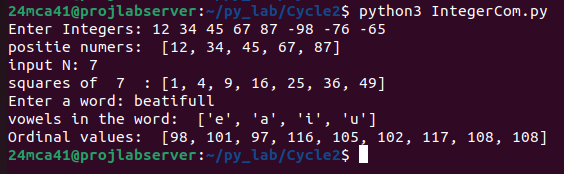 24mca41@projlabserver:~/py_lab/Cycle2$ python3 IntegerCom.py
Enter Integers: 12 34 45 67 87 -98 -76 -65
positie numers:  [12, 34, 45, 67, 87]
input N: 7
squares of  7  : [1, 4, 9, 16, 25, 36, 49]
Enter a word: beatifull
vowels in the word:  ['e', 'a', 'i', 'u']
Ordinal values:  [98, 101, 97, 116, 105, 102, 117, 108, 108]
24mca41@projlabserver:~/py_lab/Cycle2$